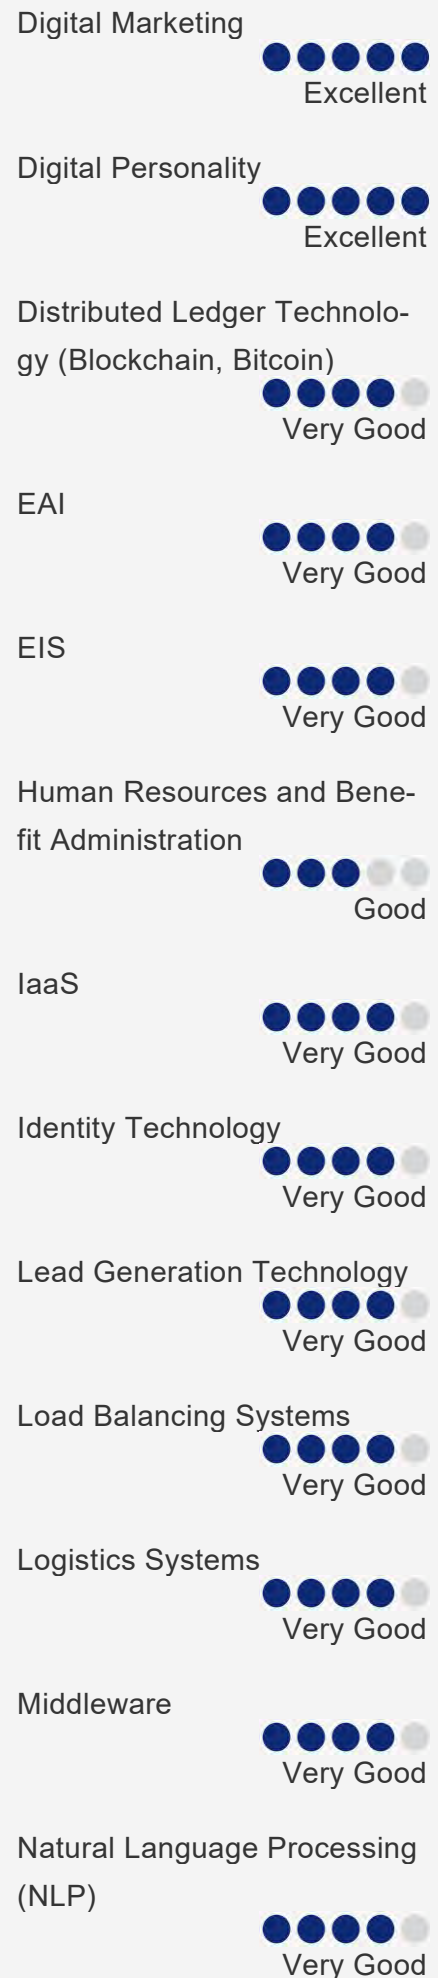 Digital Marketing
Excellent
Digital Personality
Excellent
Distributed Ledger Technolo-
gy (Blockchain, Bitcoin)
Very Good
EAI
Very Good
EIS
Very Good
Human Resources and Bene-
fit Administration
Good
IaaS
Very Good
Identity Technology
Very Good
Lead Generation Technology
Very Good
Load Balancing Systems
Very Good
Logistics Systems
Very Good
Middleware
Very Good
Natural Language Processing
(NLP)
Very Good